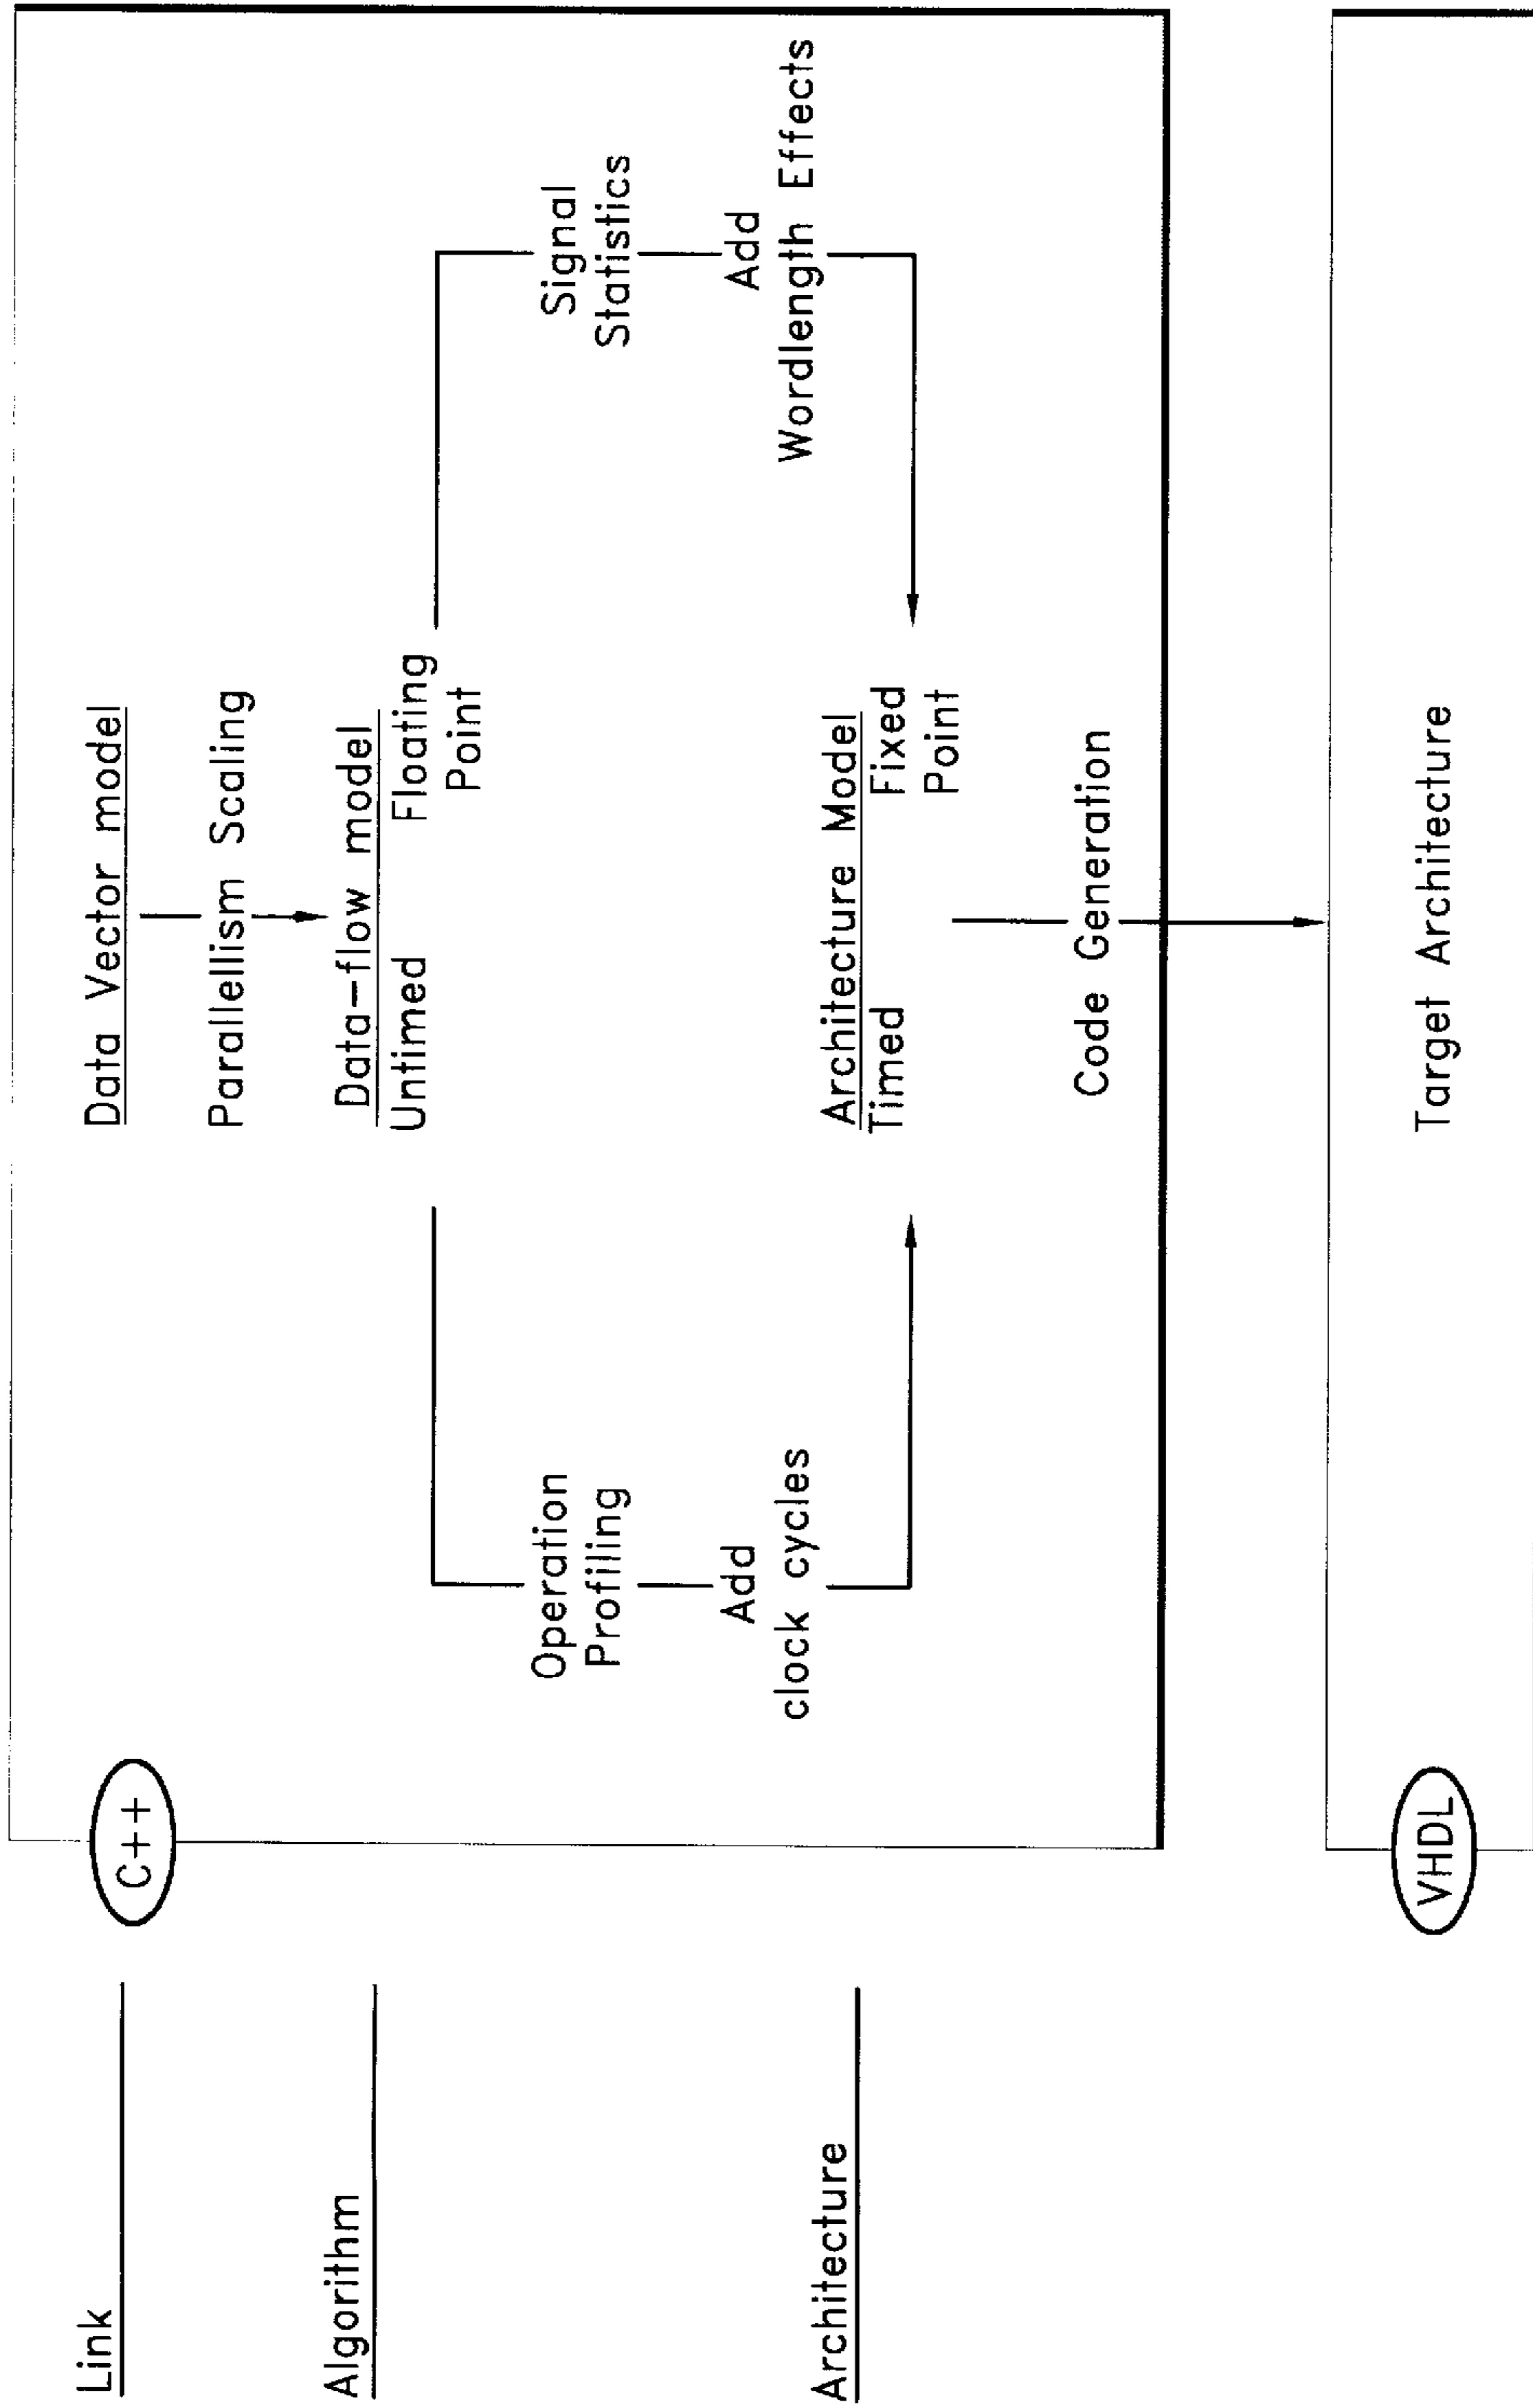 Link
C++
Data Vector model
Parallelism Scaling
Algorithm
Data-flow model
Untimed
Floating
Point
Operation
Profiling
Add
clock cycles
Signal
Statistics
Add
Wordlength Effects
Architecture
Architecture Model
Timed
Fixed
Point
Code Generation
VHDL
Target Architecture